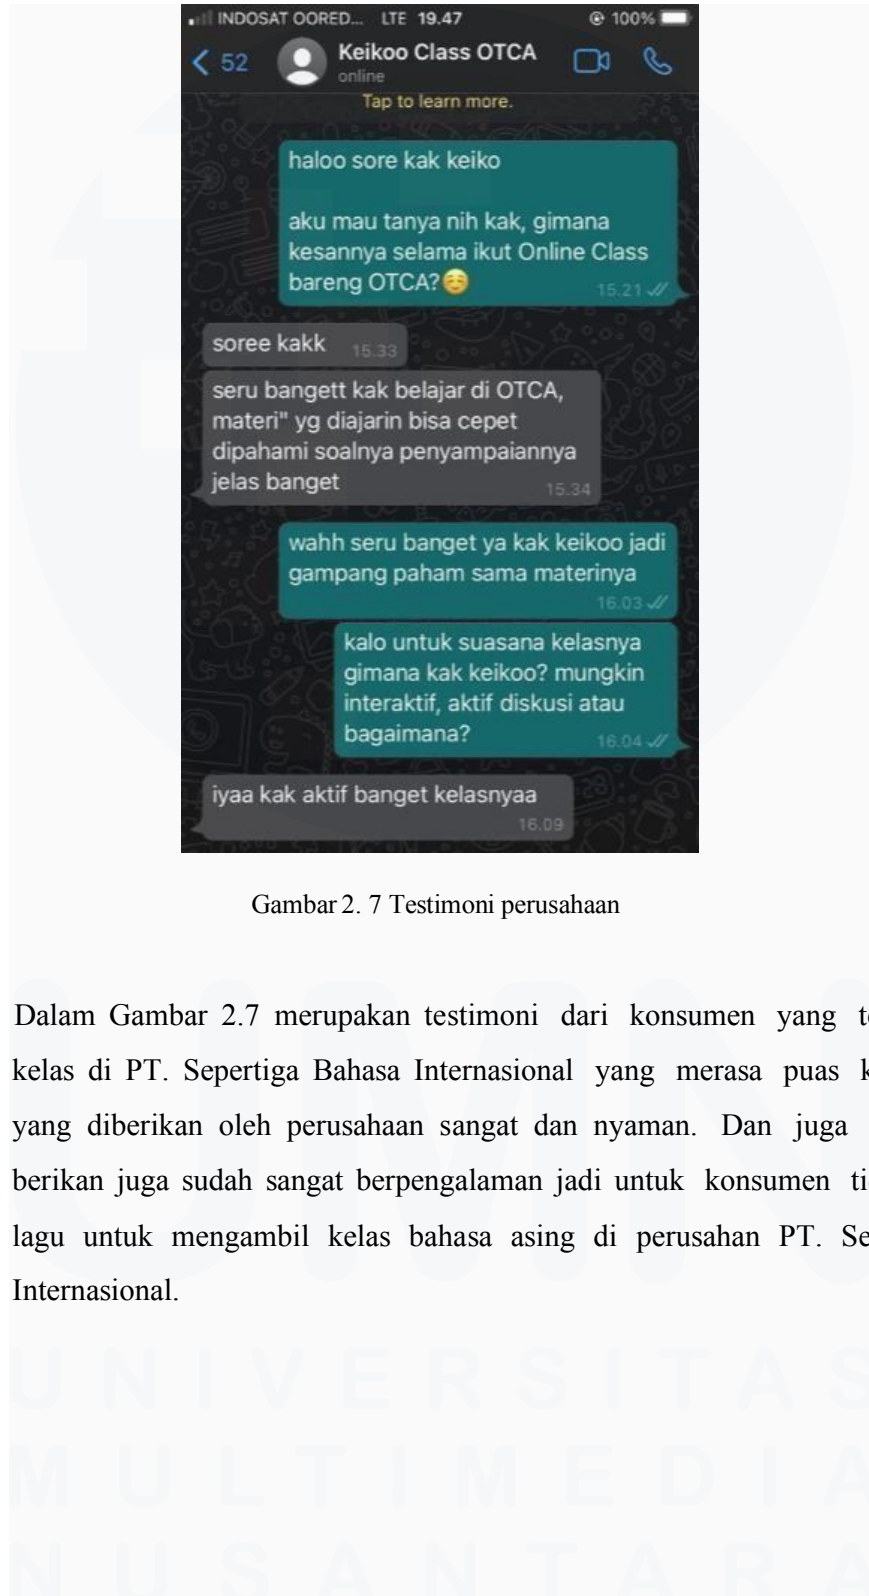 INDOSAT OORED... LTE 19.47 100%
52 Keikoo Class OTCA
online
Tap to learn more.
haloo sore kak keiko
aku mau tanya nih kak, gimana
kesannya selama ikut Online Class
bareng OTCA?☺️
15.21
soree kakk 15.33
seru bangett kak belajar di OTCA,
materi" yg diajarin bisa cepet
dipahami soalnya penyampaiannya
jelas banget
15.34
wahh seru banget ya kak keikoo jadi
gampang paham sama materinya
16.03
kalo untuk suasana kelasnya
gimana kak keikoo? mungkin
interaktif, aktif diskusi atau
bagaimana?
16.04
iyaa kak aktif banget kelasnyaa
16.09
Gambar 2. 7 Testimoni perusahaan
Dalam Gambar 2.7 merupakan testimoni dari konsumen yang
kelas di PT. Sepertiga Bahasa Internasional yang merasa puas
yang diberikan oleh perusahaan sangat dan nyaman. Dan juga
berikan juga sudah sangat berpengalaman jadi untuk konsumen
lagu untuk mengambil kelas bahasa asing di perusahan PT.
Internasional.
UNIVERSITAS
MULTIMEDIA
NUSANTARA